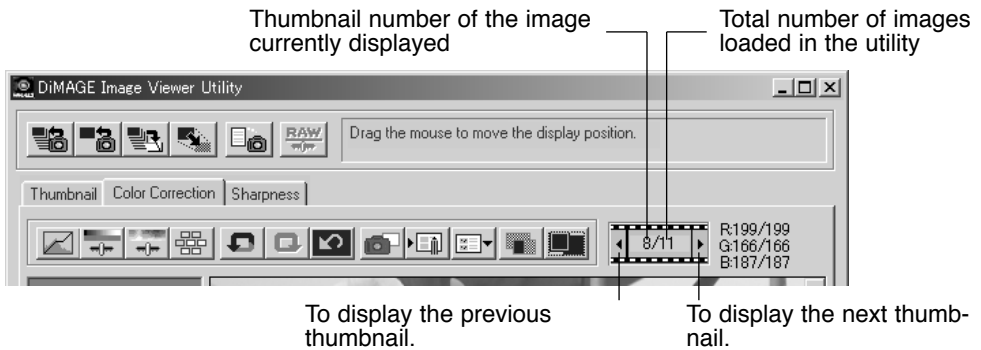 Thumbnail number of the image
currently displayed
Total number of images
loaded in the utility
DiMAGE Image Viewer Utility
RAW
Drag the mouse to move the display position.
Thumbnail
Color Correction
Sharpness
8/11
R:199/199
G:166/166
B:187/187
To display the previous
thumbnail.
To display the next thumb-
nail.